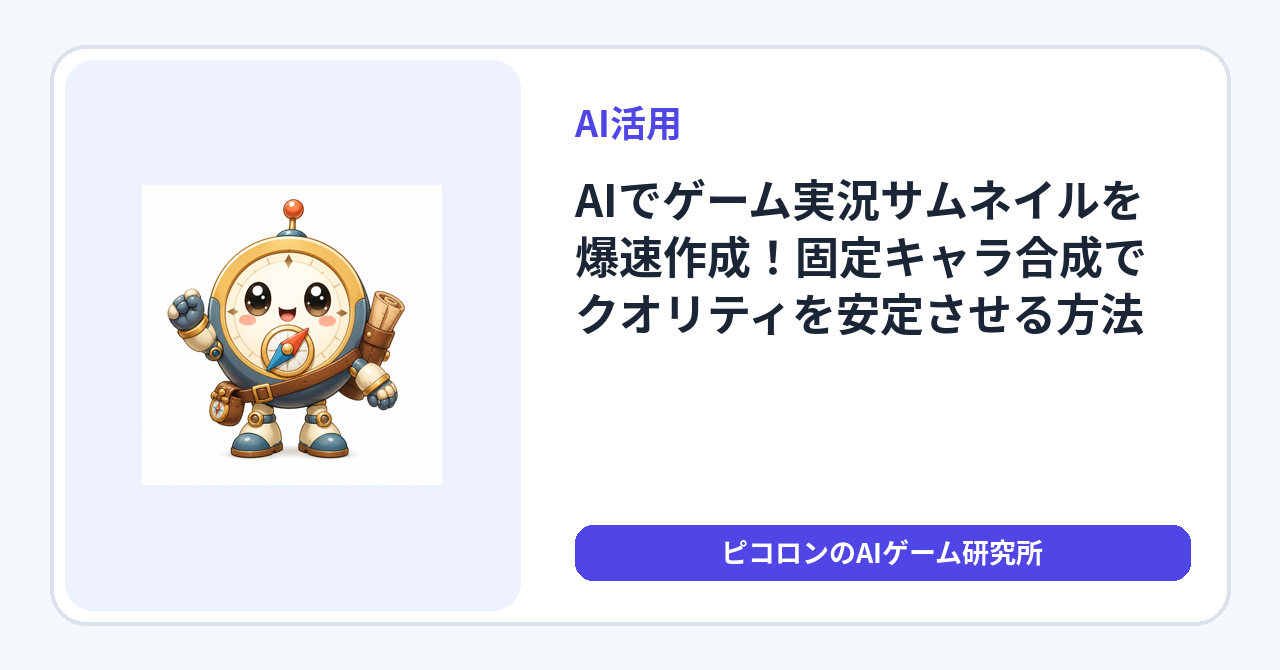 AI活用
AIでゲーム実況サムネイルを
爆速作成！固定キャラ合成で
クオリティを安定させる方法
ピコロンのAIゲーム研究所